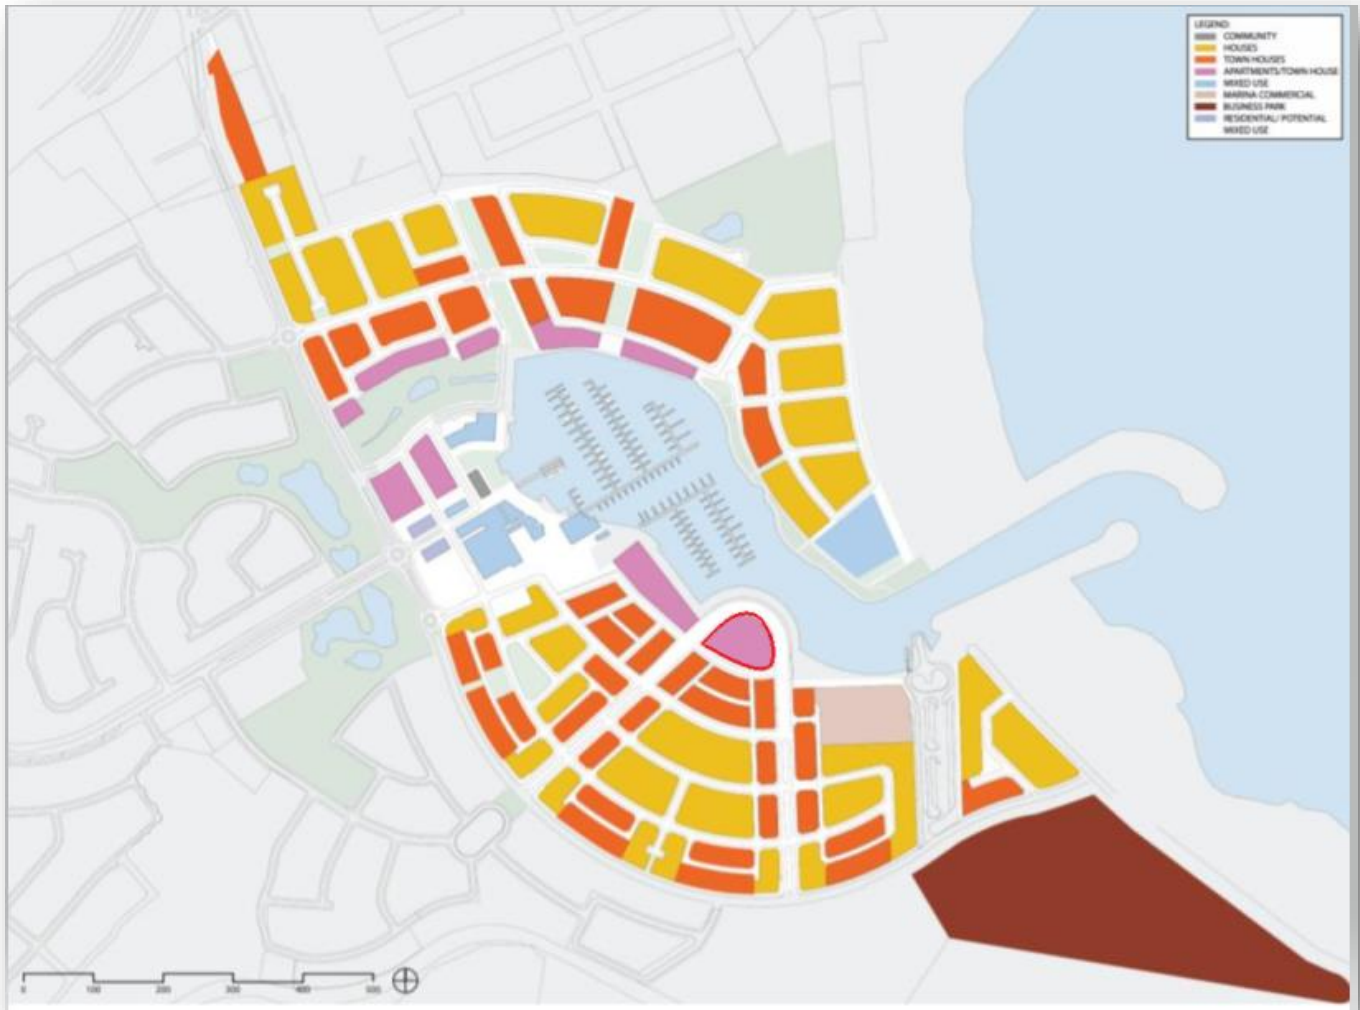 LEGEND:
COMMUNITY
HOUSES
TOWN HOUSES
APARTMENTS/TOWN HOUSE
MIXED USE
MARINA COMMERCIAL
BUSINESS PARK
RESIDENTIAL/ POTENTIAL
MIXED USE
0 100 200 300 400 500